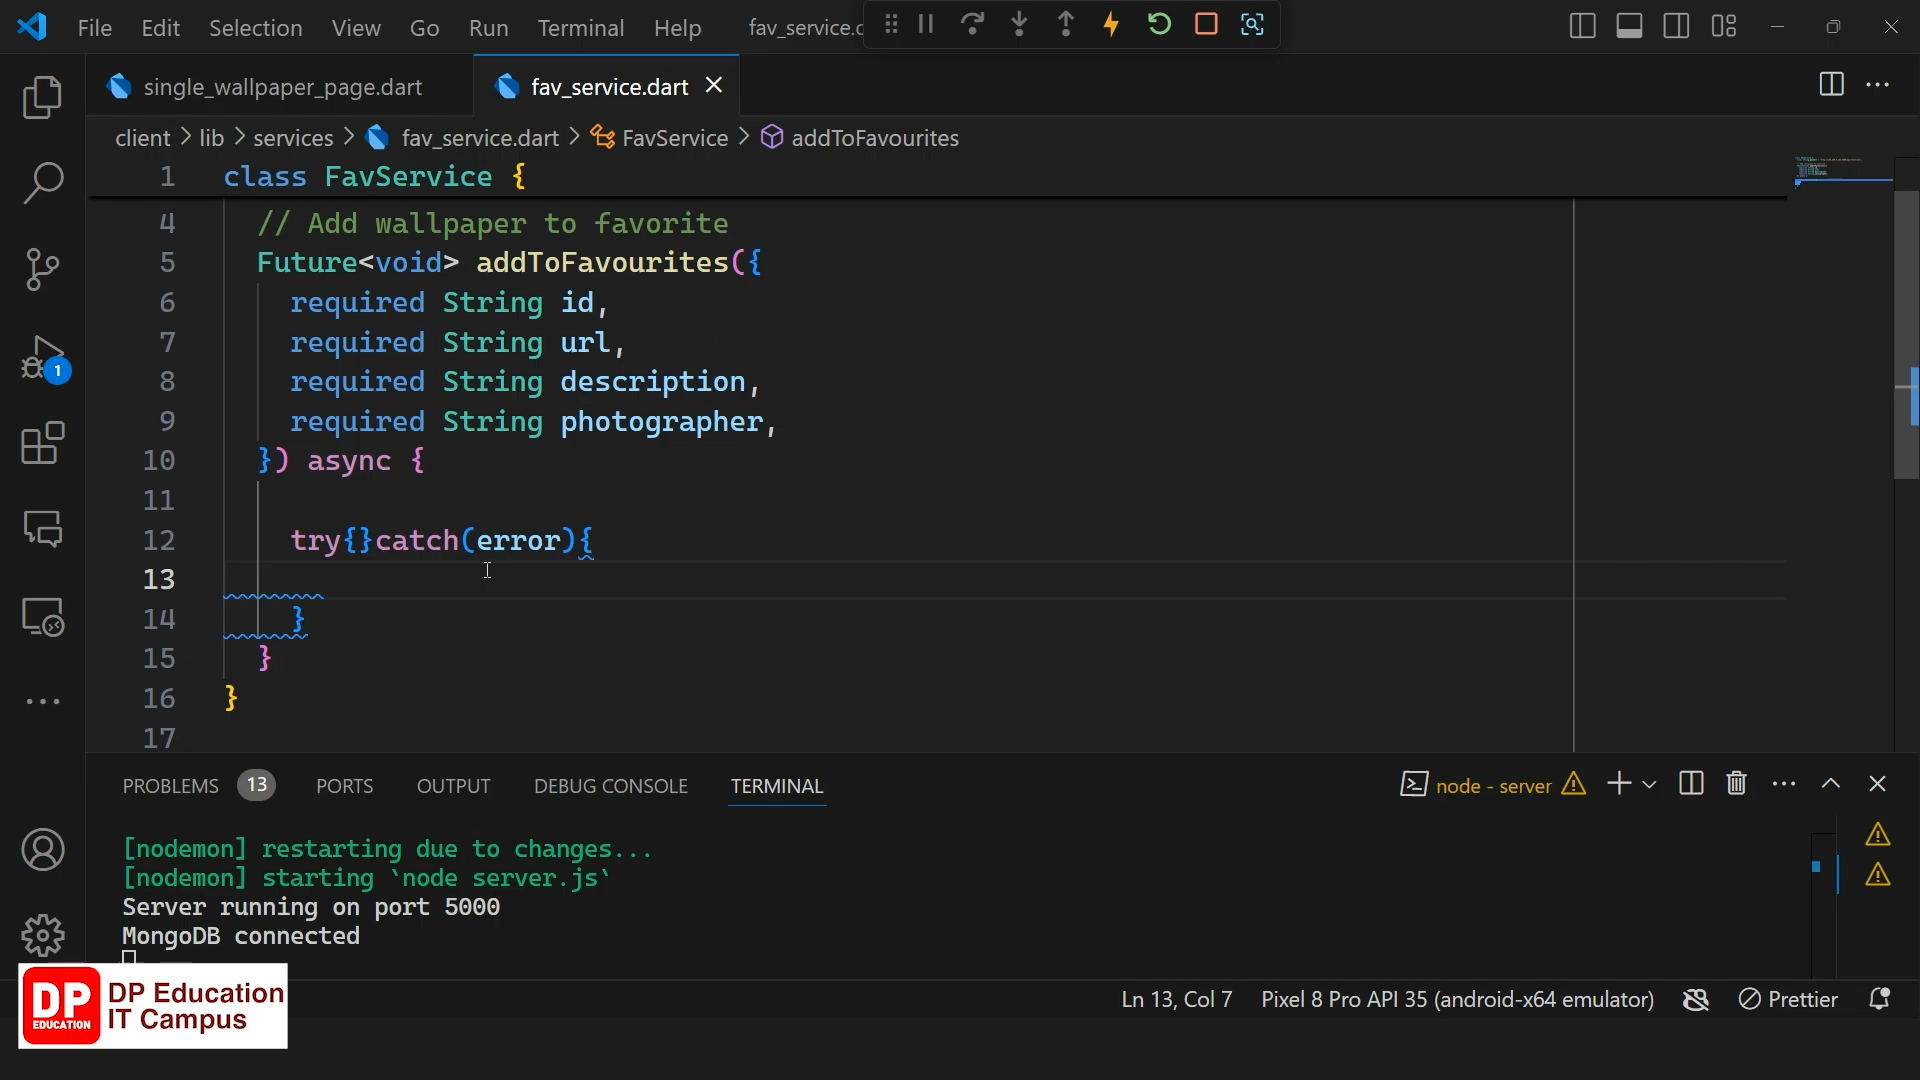 File Edit Selection View Go Run Terminal Help fav_service.d
single_wallpaper_page.dart fav_service.dart
client > lib > services > fav_service.dart > FavService > addToFavourites
1 class FavService {
4 // Add wallpaper to favorite
5 Future<void> addToFavourites({
6 required String id,
7 required String url,
8 required String description,
9 required String photographer,
10 }) async {
11
12 try{}catch(error){
13
14 }
15 }
16 }
17
PROBLEMS 13 PORTS OUTPUT DEBUG CONSOLE TERMINAL node - server
[nodemon] restarting due to changes...
[nodemon] starting `node server.js`
Server running on port 5000
MongoDB connected
1
DP EDUCATION
DP Education
IT Campus
Ln 13, Col 7 Pixel 8 Pro API 35 (android-x64 emulator) Prettier